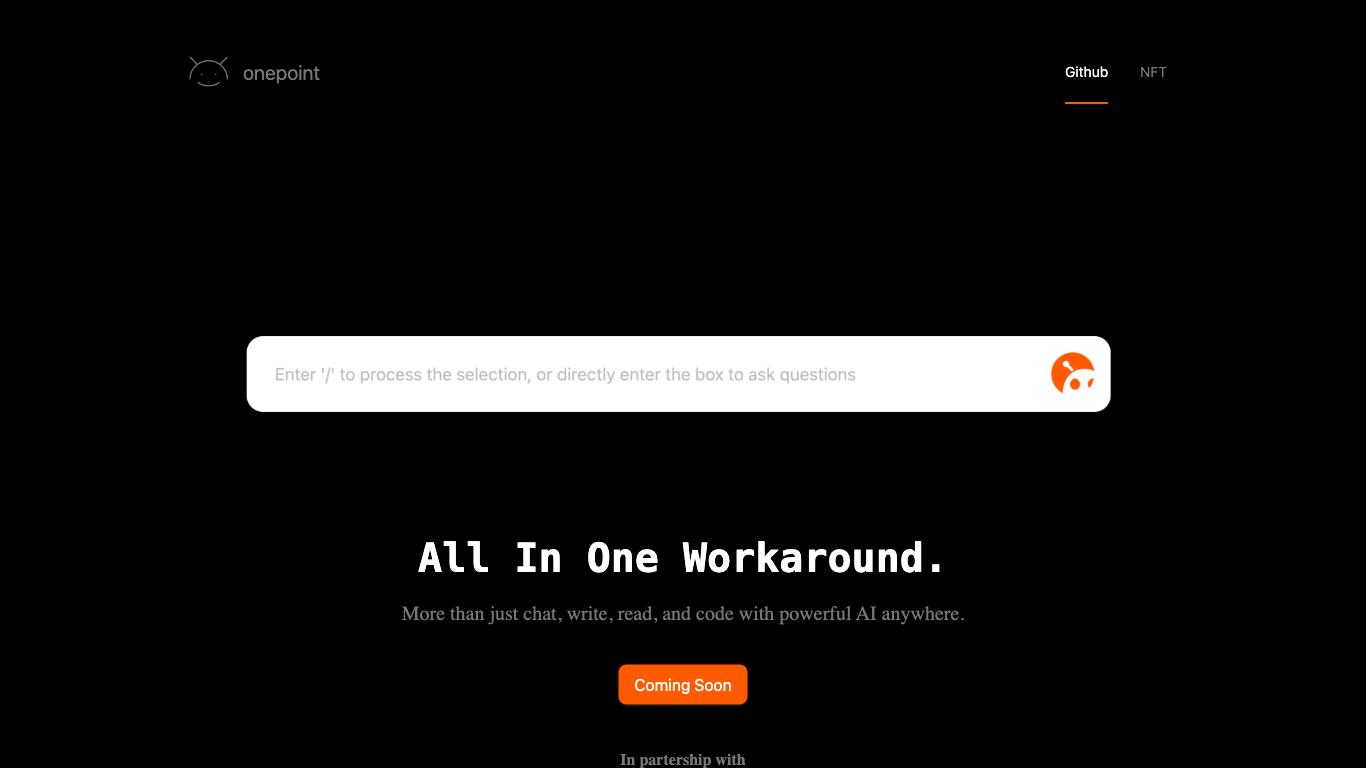 onepoint
Github
NFT
Enter '/' to process the selection, or directly enter the box to ask questions
All In One Workaround.
More than just chat, write, read, and code with powerful AI anywhere.
Coming Soon
In partership with